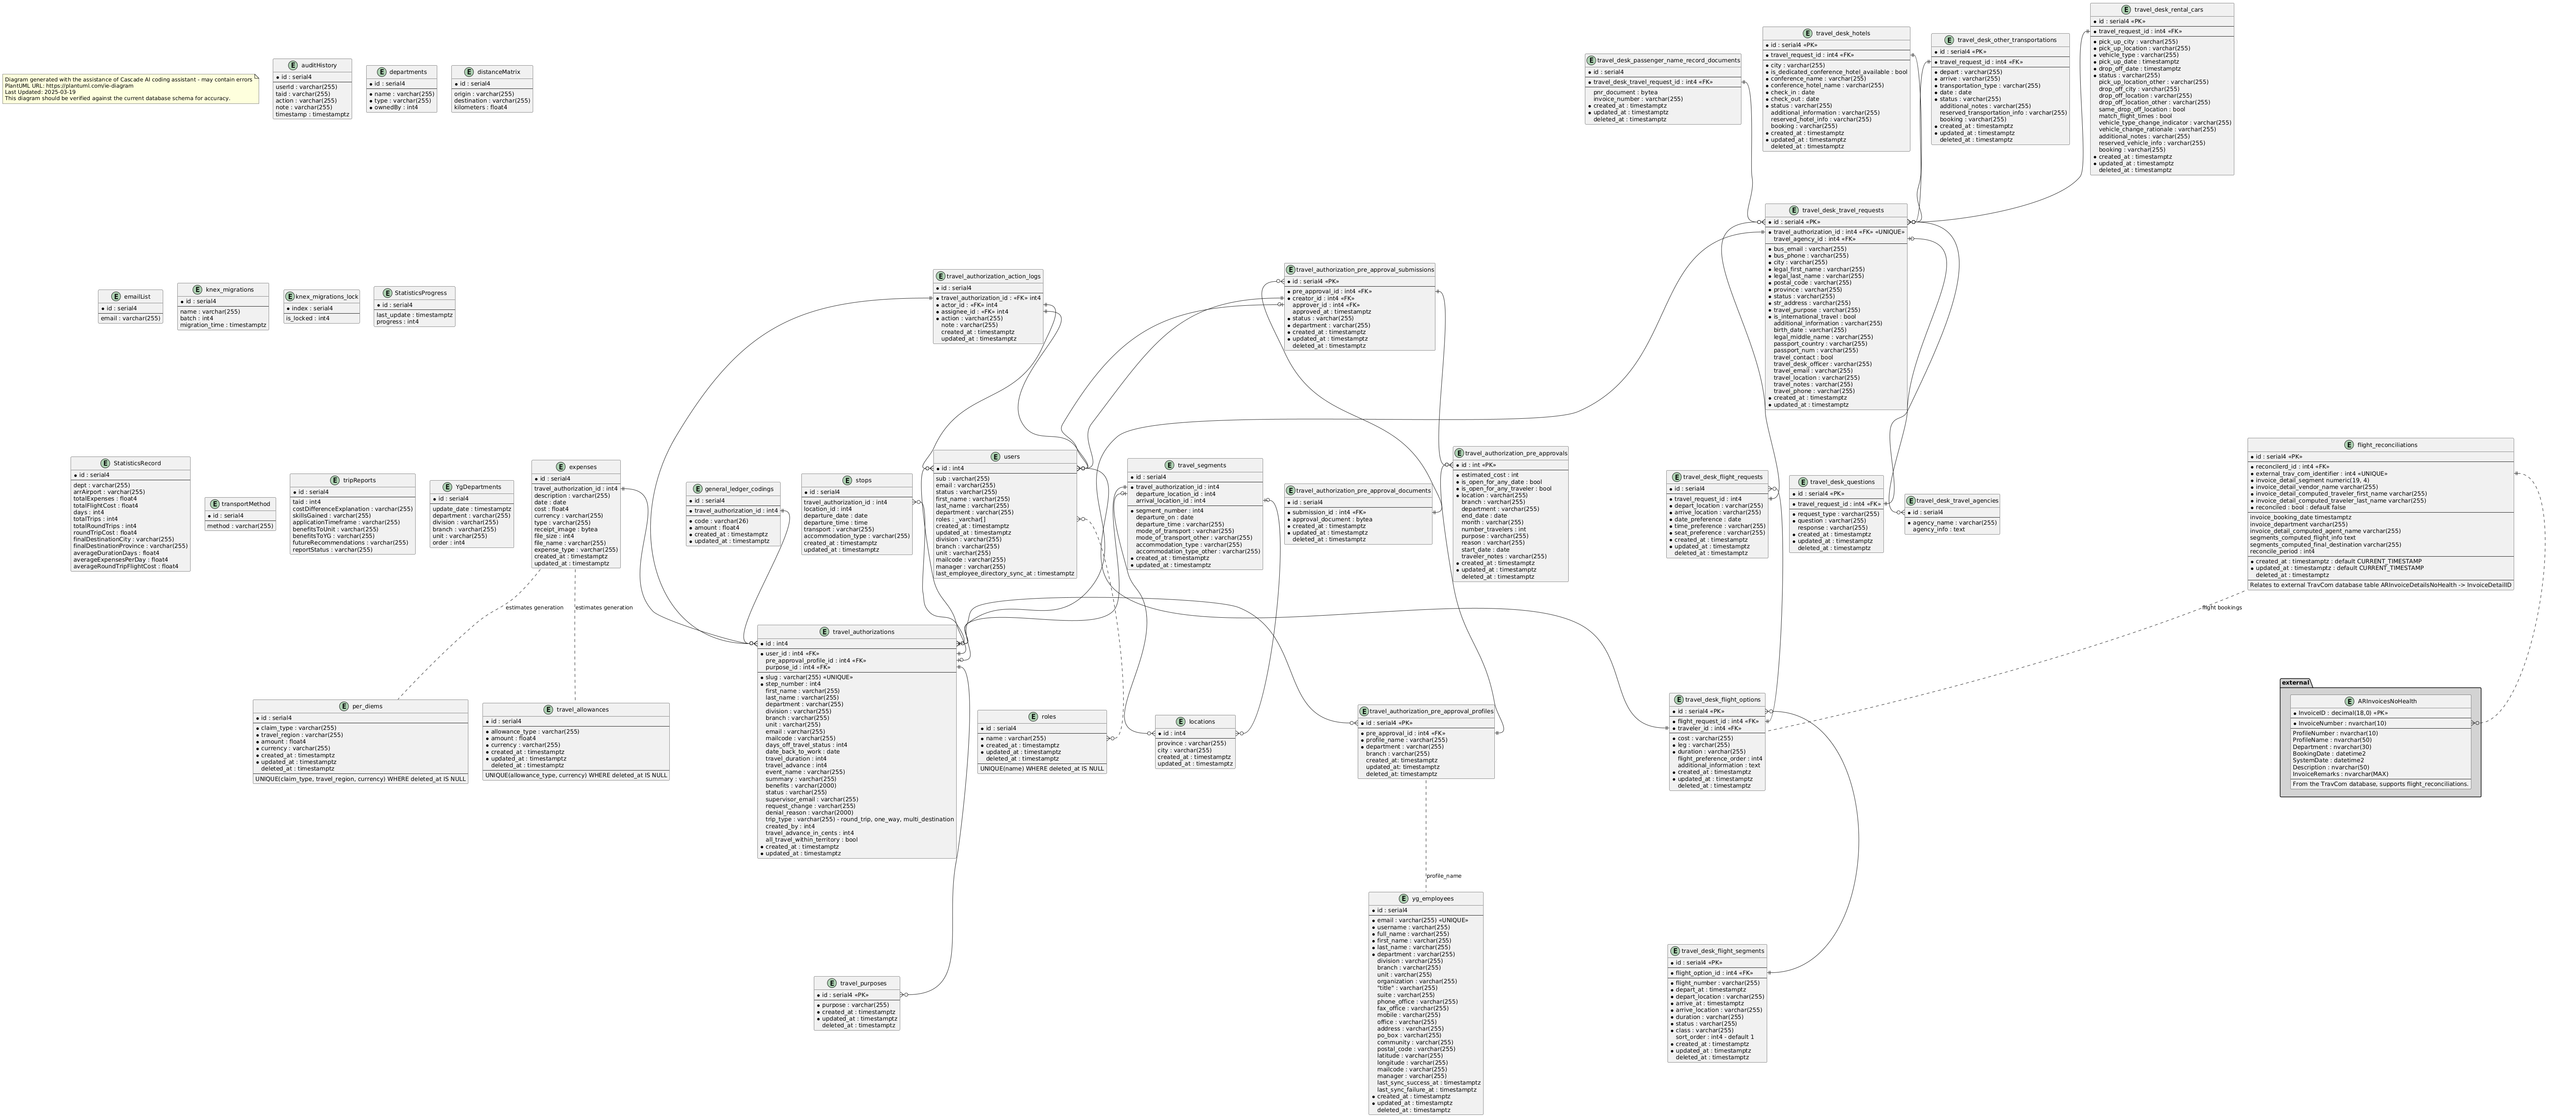 Diagram generated with the assistance of Cascade AI coding assistant - may contain errors
PlantUML URL: https://plantuml.com/ie-diagram
Last Updated: 2025-03-19
This diagram should be verified against the current database schema for accuracy.
E auditHistory
id : serial4
userId : varchar(255)
taid : varchar(255)
action : varchar(255)
note : varchar(255)
timestamp : timestamptz
E departments
id : serial4
name : varchar(255)
type : varchar(255)
ownedBy : int4
E distanceMatrix
id : serial4
origin : varchar(255)
destination : varchar(255)
kilometers : float4
E travel_desk_passenger_name_record_documents
id : serial4
travel_desk_travel_request_id : int4 «FK»
pnr_document : bytea
invoice_number : varchar(255)
created_at : timestamptz
updated_at : timestamptz
deleted_at : timestamptz
E travel_desk_hotels
id : serial4 «PK»
travel_request_id : int4 «FK»
city : varchar(255)
is_dedicated_conference_hotel_available : bool
conference_name : varchar(255)
conference_hotel_name : varchar(255)
check_in : date
check_out : date
status : varchar(255)
additional_information : varchar(255)
reserved_hotel_info : varchar(255)
booking : varchar(255)
created_at : timestamptz
updated_at : timestamptz
deleted_at : timestamptz
E travel_desk_other_transportations
id : serial4 «PK»
travel_request_id : int4 «FK»
depart : varchar(255)
arrive : varchar(255)
transportation_type : varchar(255)
date : date
status : varchar(255)
additional_notes : varchar(255)
reserved_transportation_info : varchar(255)
booking : varchar(255)
created_at : timestamptz
updated_at : timestamptz
deleted_at : timestamptz
E travel_desk_rental_cars
id : serial4 «PK»
travel_request_id : int4 «FK»
pick_up_city : varchar(255)
pick_up_location : varchar(255)
vehicle_type : varchar(255)
pick_up_date : timestamptz
drop_off_date : timestamptz
status : varchar(255)
pick_up_location_other : varchar(255)
drop_off_city : varchar(255)
drop_off_location : varchar(255)
drop_off_location_other : varchar(255)
same_drop_off_location : bool
match_flight_times : bool
vehicle_type_change_indicator : varchar(255)
vehicle_change_rationale : varchar(255)
additional_notes : varchar(255)
reserved_vehicle_info : varchar(255)
booking : varchar(255)
created_at : timestamptz
updated_at : timestamptz
deleted_at : timestamptz
E emailList
id : serial4
email : varchar(255)
E knex_migrations
id : serial4
name : varchar(255)
batch : int4
migration_time : timestamptz
E knex_migrations_lock
index : serial4
is_locked : int4
E StatisticsProgress
id : serial4
last_update : timestamptz
progress : int4
E travel_authorization_action_logs
id : serial4
travel_authorization_id : «FK» int4
actor_id : «FK» int4
assignee_id : «FK» int4
action : varchar(255)
note : varchar(255)
created_at : timestamptz
updated_at : timestamptz
E travel_authorization_pre_approval_submissions
id : serial4 «PK»
pre_approval_id : int4 «FK»
creator_id : int4 «FK»
approver_id : int4 «FK»
approved_at : timestamptz
status : varchar(255)
department : varchar(255)
created_at : timestamptz
updated_at : timestamptz
deleted_at : timestamptz
E travel_desk_travel_requests
id : serial4 «PK»
travel_authorization_id : int4 «FK» «UNIQUE»
travel_agency_id : int4 «FK»
bus_email : varchar(255)
bus_phone : varchar(255)
city : varchar(255)
legal_first_name : varchar(255)
legal_last_name : varchar(255)
postal_code : varchar(255)
province : varchar(255)
status : varchar(255)
str_address : varchar(255)
travel_purpose : varchar(255)
is_international_travel : bool
additional_information : varchar(255)
birth_date : varchar(255)
legal_middle_name : varchar(255)
passport_country : varchar(255)
passport_num : varchar(255)
travel_contact : bool
travel_desk_officer : varchar(255)
travel_email : varchar(255)
travel_location : varchar(255)
travel_notes : varchar(255)
travel_phone : varchar(255)
created_at : timestamptz
updated_at : timestamptz
E StatisticsRecord
id : serial4
dept : varchar(255)
arrAirport : varchar(255)
totalExpenses : float4
totalFlightCost : float4
days : int4
totalTrips : int4
totalRoundTrips : int4
roundTripCost : float4
finalDestinationCity : varchar(255)
finalDestinationProvince : varchar(255)
averageDurationDays : float4
averageExpensesPerDay : float4
averageRoundTripFlightCost : float4
E transportMethod
id : serial4
method : varchar(255)
E tripReports
id : serial4
taid : int4
costDifferenceExplanation : varchar(255)
skillsGained : varchar(255)
applicationTimeframe : varchar(255)
benefitsToUnit : varchar(255)
benefitsToYG : varchar(255)
futureRecommendations : varchar(255)
reportStatus : varchar(255)
E YgDepartments
id : serial4
update_date : timestamptz
department : varchar(255)
division : varchar(255)
branch : varchar(255)
unit : varchar(255)
order : int4
E expenses
id : serial4
travel_authorization_id : int4
description : varchar(255)
date : date
cost : float4
currency : varchar(255)
type : varchar(255)
receipt_image : bytea
file_size : int4
file_name : varchar(255)
expense_type : varchar(255)
created_at : timestamptz
updated_at : timestamptz
E general_ledger_codings
id : serial4
travel_authorization_id : int4
code : varchar(26)
amount : float4
created_at : timestamptz
updated_at : timestamptz
E stops
id : serial4
travel_authorization_id : int4
location_id : int4
departure_date : date
departure_time : time
transport : varchar(255)
accommodation_type : varchar(255)
created_at : timestamptz
updated_at : timestamptz
E users
id : int4
sub : varchar(255)
email : varchar(255)
status : varchar(255)
first_name : varchar(255)
last_name : varchar(255)
department : varchar(255)
roles : _varchar[]
created_at : timestamptz
updated_at : timestamptz
division : varchar(255)
branch : varchar(255)
unit : varchar(255)
mailcode : varchar(255)
manager : varchar(255)
last_employee_directory_sync_at : timestamptz
E travel_segments
id : serial4
travel_authorization_id : int4
departure_location_id : int4
arrival_location_id : int4
segment_number : int4
departure_on : date
departure_time : varchar(255)
mode_of_transport : varchar(255)
mode_of_transport_other : varchar(255)
accommodation_type : varchar(255)
accommodation_type_other : varchar(255)
created_at : timestamptz
updated_at : timestamptz
E travel_authorization_pre_approval_documents
id : serial4
submission_id : int4 «FK»
approval_document : bytea
created_at : timestamptz
updated_at : timestamptz
deleted_at : timestamptz
E travel_authorization_pre_approvals
id : int «PK»
estimated_cost : int
is_open_for_any_date : bool
is_open_for_any_traveler : bool
location : varchar(255)
branch : varchar(255)
department : varchar(255)
end_date : date
month : varchar(255)
number_travelers : int
purpose : varchar(255)
reason : varchar(255)
start_date : date
traveler_notes : varchar(255)
created_at : timestamptz
updated_at : timestamptz
deleted_at : timestamptz
E travel_desk_flight_requests
id : serial4
travel_request_id : int4
depart_location : varchar(255)
arrive_location : varchar(255)
date_preference : date
time_preference : varchar(255)
seat_preference : varchar(255)
created_at : timestamptz
updated_at : timestamptz
deleted_at : timestamptz
E travel_desk_questions
id : serial4 «PK»
travel_request_id : int4 «FK»
request_type : varchar(255)
question : varchar(255)
response : varchar(255)
created_at : timestamptz
updated_at : timestamptz
deleted_at : timestamptz
E travel_desk_travel_agencies
id : serial4
agency_name : varchar(255)
agency_info : text
E flight_reconciliations
id : serial4 «PK»
reconcilerd_id : int4 «FK»
external_trav_com_identifier : int4 «UNIQUE»
invoice_detail_segment numeric(19, 4)
invoice_detail_vendor_name varchar(255)
invoice_detail_computed_traveler_first_name varchar(255)
invoice_detail_computed_traveler_last_name varchar(255)
reconciled : bool : default false
invoice_booking_date timestamptz
invoice_department varchar(255)
invoice_detail_computed_agent_name varchar(255)
segments_computed_flight_info text
segments_computed_final_destination varchar(255)
reconcile_period : int4
created_at : timestamptz : default CURRENT_TIMESTAMP
updated_at : timestamptz : default CURRENT_TIMESTAMP
deleted_at : timestamptz
Relates to external TravCom database table ARInvoiceDetailsNoHealth -> InvoiceDetailID
estimates generation
estimates generation
flight bookings
E travel_authorizations
id : int4
user_id : int4 «FK»
pre_approval_profile_id : int4 «FK»
purpose_id : int4 «FK»
slug : varchar(255) «UNIQUE»
step_number : int4
first_name : varchar(255)
last_name : varchar(255)
department : varchar(255)
division : varchar(255)
branch : varchar(255)
unit : varchar(255)
email : varchar(255)
mailcode : varchar(255)
days_off_travel_status : int4
date_back_to_work : date
travel_duration : int4
travel_advance : int4
event_name : varchar(255)
summary : varchar(255)
benefits : varchar(2000)
status : varchar(255)
supervisor_email : varchar(255)
request_change : varchar(255)
denial_reason : varchar(2000)
trip_type : varchar(255) - round_trip, one_way, multi_destination
created_by : int4
travel_advance_in_cents : int4
all_travel_within_territory : bool
created_at : timestamptz
updated_at : timestamptz
E per_diems
id : serial4
claim_type : varchar(255)
travel_region : varchar(255)
amount : float4
currency : varchar(255)
created_at : timestamptz
updated_at : timestamptz
deleted_at : timestamptz
UNIQUE(claim_type, travel_region, currency) WHERE deleted_at IS NULL
E travel_allowances
id : serial4
allowance_type : varchar(255)
amount : float4
currency : varchar(255)
created_at : timestamptz
updated_at : timestamptz
deleted_at : timestamptz
UNIQUE(allowance_type, currency) WHERE deleted_at IS NULL
E roles
id : serial4
name : varchar(255)
created_at : timestamptz
updated_at : timestamptz
deleted_at : timestamptz
UNIQUE(name) WHERE deleted_at IS NULL
E locations
id : int4
province : varchar(255)
city : varchar(255)
created_at : timestamptz
updated_at : timestamptz
E travel_authorization_pre_approval_profiles
id : serial4 «PK»
pre_approval_id : int4 «FK»
profile_name : varchar(255)
department : varchar(255)
branch : varchar(255)
created_at: timestamptz
updated_at: timestamptz
deleted_at: timestamptz
E travel_desk_flight_options
id : serial4 «PK»
flight_request_id : int4 «FK»
traveler_id : int4 «FK»
cost : varchar(255)
leg : varchar(255)
duration : varchar(255)
flight_preference_order : int4
additional_information : text
created_at : timestamptz
updated_at : timestamptz
deleted_at : timestamptz
external
E ARInvoicesNoHealth
InvoiceID : decimal(18,0) «PK»
InvoiceNumber : nvarchar(10)
ProfileNumber : nvarchar(10)
ProfileName : nvarchar(50)
Department : nvarchar(30)
BookingDate : datetime2
SystemDate : datetime2
Description : nvarchar(50)
InvoiceRemarks : nvarchar(MAX)
From the TravCom database, supports flight_reconciliations.
profile_name
E travel_purposes
id : serial4 «PK»
purpose : varchar(255)
created_at : timestamptz
updated_at : timestamptz
deleted_at : timestamptz
E yg_employees
id : serial4
email : varchar(255) «UNIQUE»
username : varchar(255)
full_name : varchar(255)
first_name : varchar(255)
last_name : varchar(255)
department : varchar(255)
division : varchar(255)
branch : varchar(255)
unit : varchar(255)
organization : varchar(255)
"title" : varchar(255)
suite : varchar(255)
phone_office : varchar(255)
fax_office : varchar(255)
mobile : varchar(255)
office : varchar(255)
address : varchar(255)
po_box : varchar(255)
community : varchar(255)
postal_code : varchar(255)
latitude : varchar(255)
longitude : varchar(255)
mailcode : varchar(255)
manager : varchar(255)
last_sync_success_at : timestamptz
last_sync_failure_at : timestamptz
created_at : timestamptz
updated_at : timestamptz
deleted_at : timestamptz
E travel_desk_flight_segments
id : serial4 «PK»
flight_option_id : int4 «FK»
flight_number : varchar(255)
depart_at : timestamptz
depart_location : varchar(255)
arrive_at : timestamptz
arrive_location : varchar(255)
duration : varchar(255)
status : varchar(255)
class : varchar(255)
sort_order : int4 - default 1
created_at : timestamptz
updated_at : timestamptz
deleted_at : timestamptz